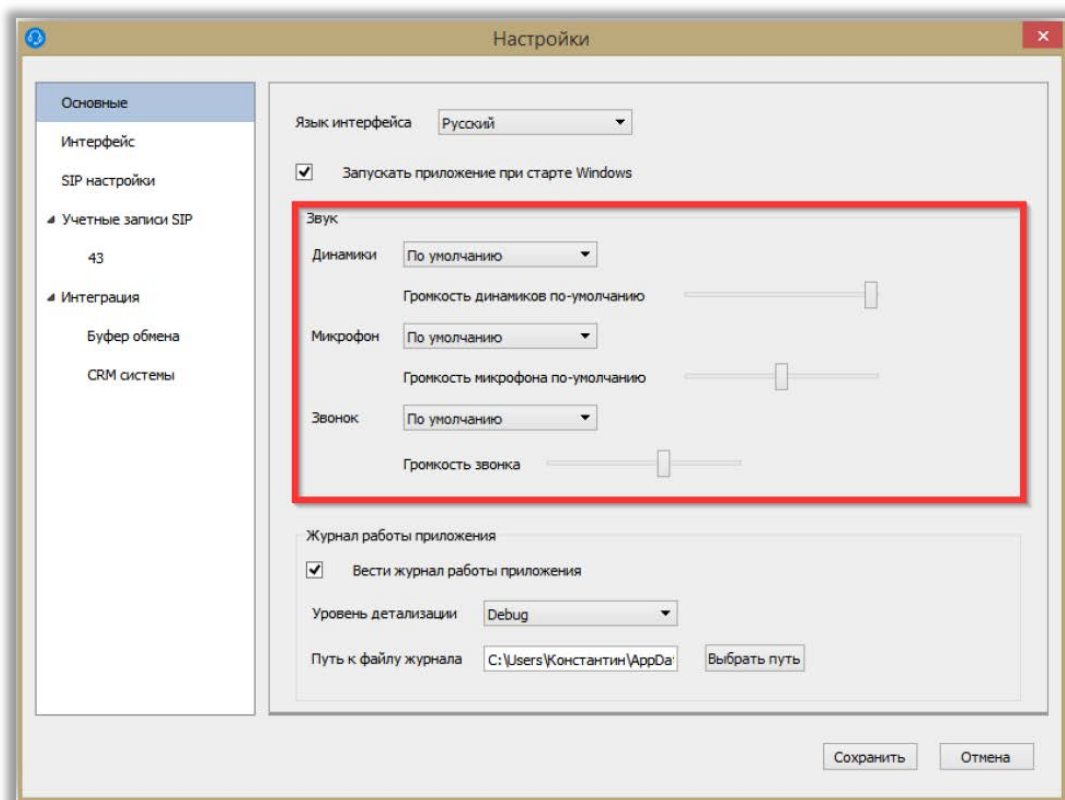 Настройки
Основные
Интерфейс
SIP настройки
Учетные записи SIP
43
Интеграция
Буфер обмена
CRM системы
Язык интерфейса Русский
Запускать приложение при старте Windows
Звук
Динамики По умолчанию
Громкость динамиков по-умолчанию
Микрофон По умолчанию
Громкость микрофона по-умолчанию
Звонок По умолчанию
Громкость звонка
Журнал работы приложения
Вести журнал работы приложения
Уровень детализации Debug
Путь к файлу журнала C:\Users\Константин\AppDa Выбрать путь
Сохранить Отмена